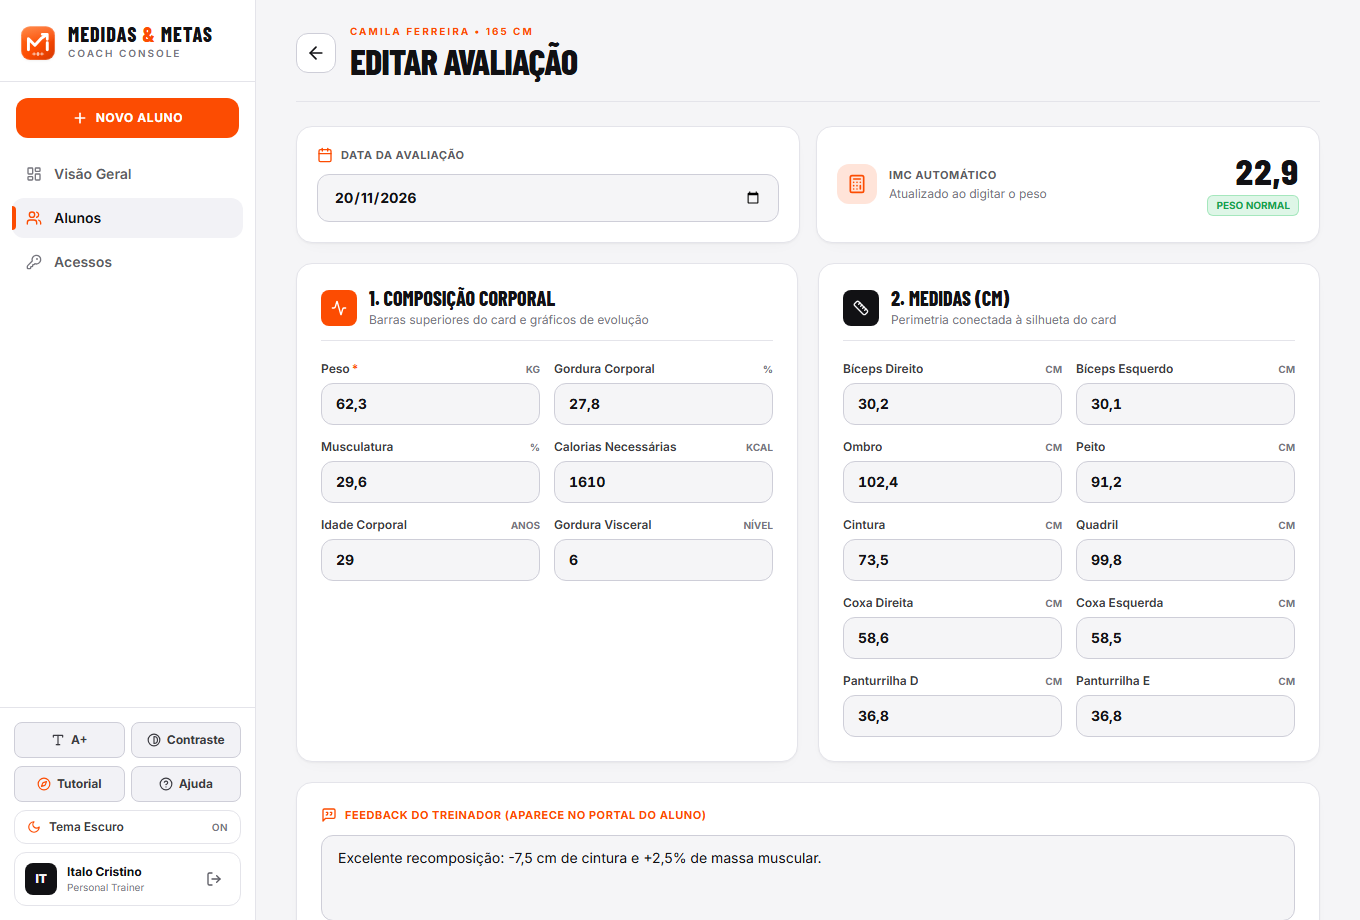 MEDIDAS & METAS
COACH CONSOLE
+ NOVO ALUNO
Visão Geral
Alunos
Acessos
A+
Contraste
Tutorial
Ajuda
Tema Escuro ON
IT
Italo Cristino
Personal Trainer
CAMILA FERREIRA • 165 CM
EDITAR AVALIAÇÃO
DATA DA AVALIAÇÃO
20/11/2026
IMC AUTOMÁTICO
Atualizado ao digitar o peso
22,9
PESO NORMAL
1. COMPOSIÇÃO CORPORAL
Barras superiores do card e gráficos de evolução
Peso * KG
62,3
Gordura Corporal %
27,8
Musculatura %
29,6
Calorias Necessárias KCAL
1610
Idade Corporal ANOS
29
Gordura Visceral NÍVEL
6
2. MEDIDAS (CM)
Perimetria conectada à silhueta do card
Bíceps Direito CM
30,2
Bíceps Esquerdo CM
30,1
Ombro CM
102,4
Peito CM
91,2
Cintura CM
73,5
Quadril CM
99,8
Coxa Direita CM
58,6
Coxa Esquerda CM
58,5
Panturrilha D CM
36,8
Panturrilha E CM
36,8
FEEDBACK DO TREINADOR (APARECE NO PORTAL DO ALUNO)
Excelente recomposição: -7,5 cm de cintura e +2,5% de massa muscular.